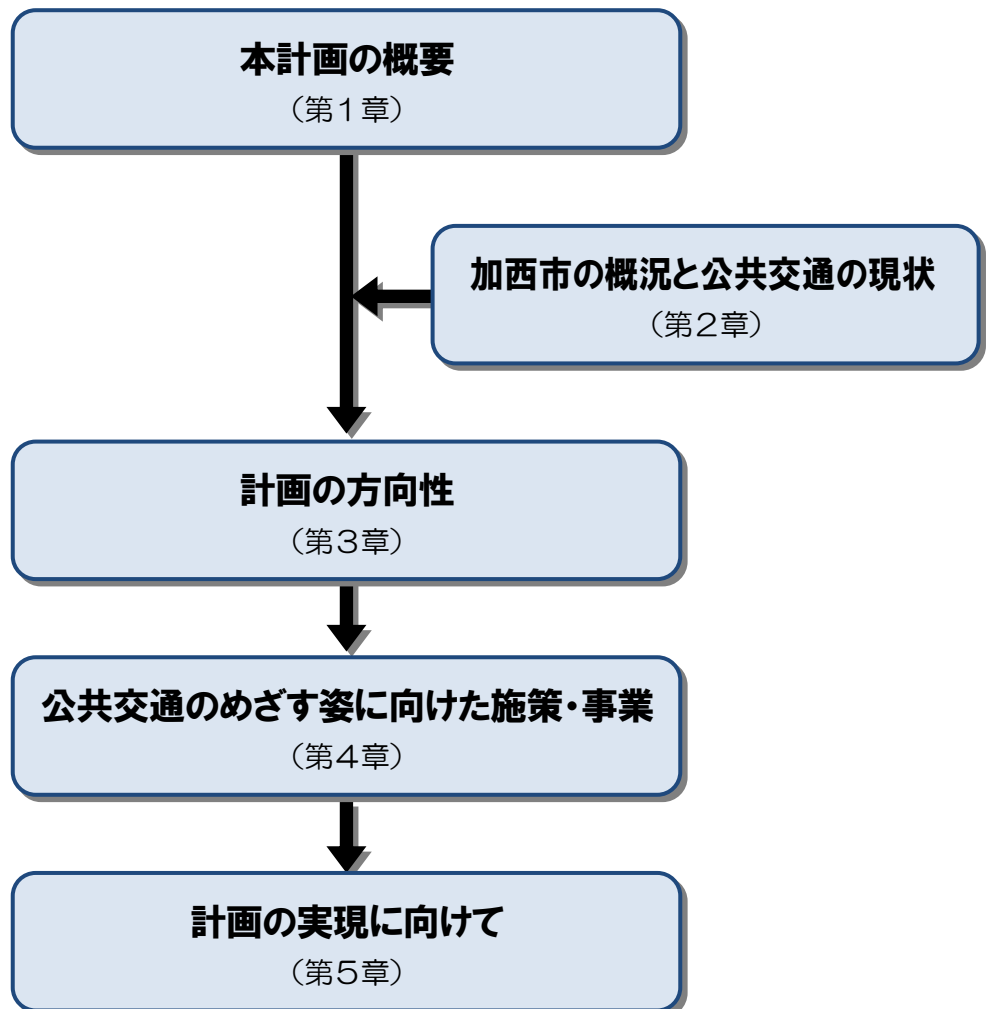 本計画の概要
（第１章）
加西市の概況と公共交通の現状
（第２章）
計画の方向性
（第３章）
公共交通のめざす姿に向けた施策・事業
（第４章）
計画の実現に向けて
（第５章）